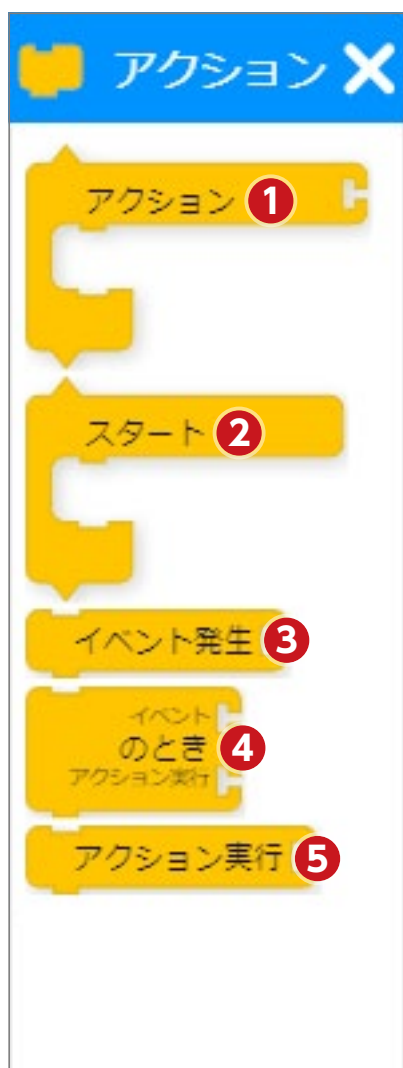 アクション
アクション 1
スタート 2
イベント発生 3
イベント
のとき 4
アクション実行
アクション実行 5